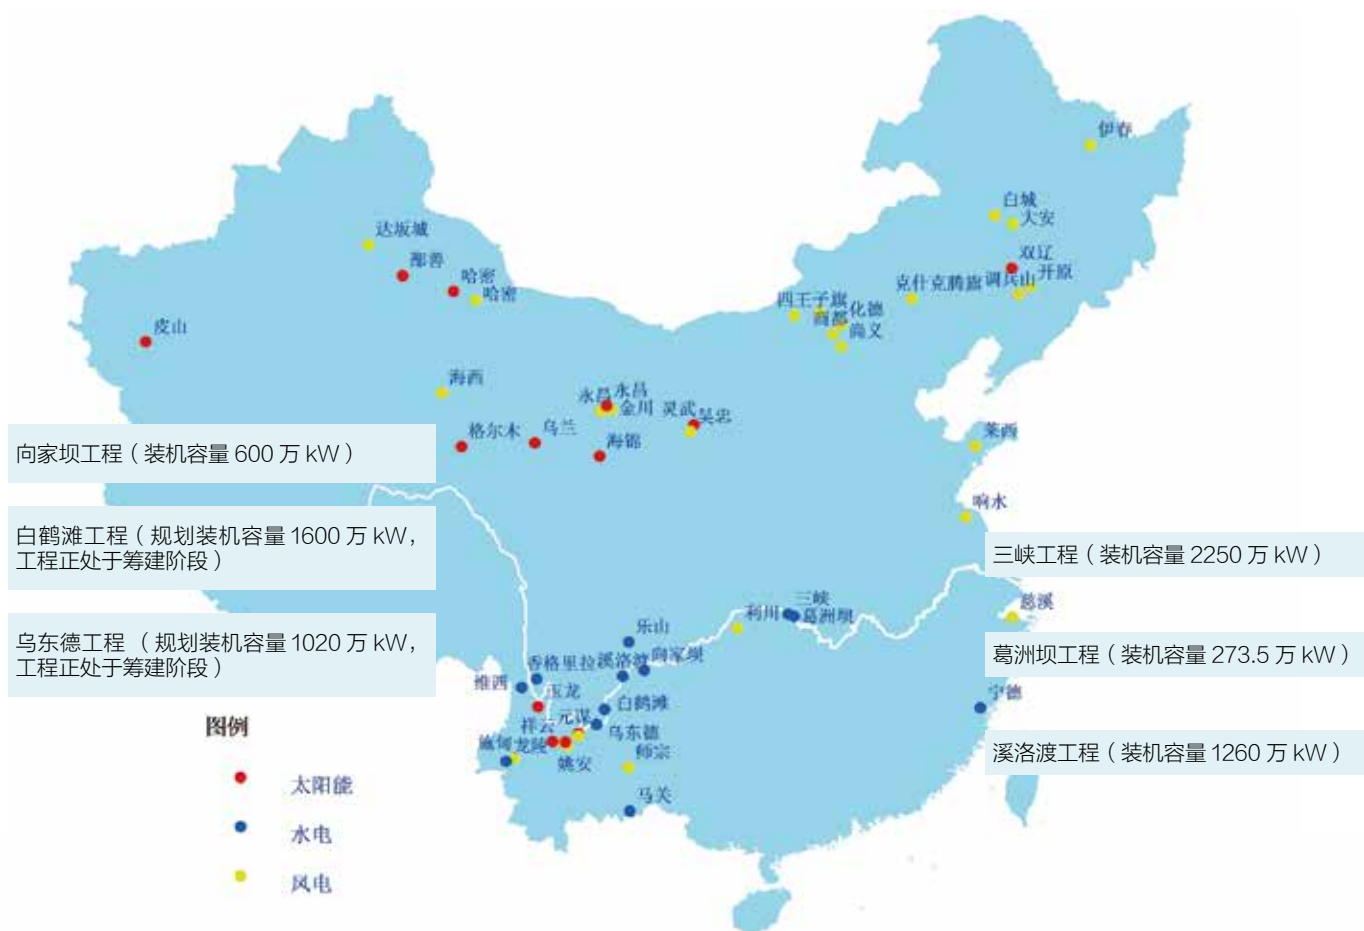 伊春
白城
大安
达坂城
双辽
鄯善
开原
哈密
克什克腾旗
调兵山
哈密
四王子旗
化德
商都
皮山
尚义
海西
永昌
永昌
金川
灵武
吴忠
格尔木
乌兰
莱西
海锦
向家坝工程（装机容量 600 万 kW）
响水
白鹤滩工程（规划装机容量 1600 万 kW，
工程正处于筹建阶段）
三峡工程（装机容量 2250 万 kW）
三峡
慈溪
利川
葛洲坝
乐山
乌东德工程 （规划装机容量 1020 万 kW，
工程正处于筹建阶段）
葛洲坝工程（装机容量 273.5 万 kW）
香格里拉
溪洛渡
向家坝
维西
玉龙
宁德
白鹤滩
元谋
祥云
乌东德
缅甸
龙陵
师宗
姚安
溪洛渡工程（装机容量 1260 万 kW）
马关
图例
太阳能
水电
风电